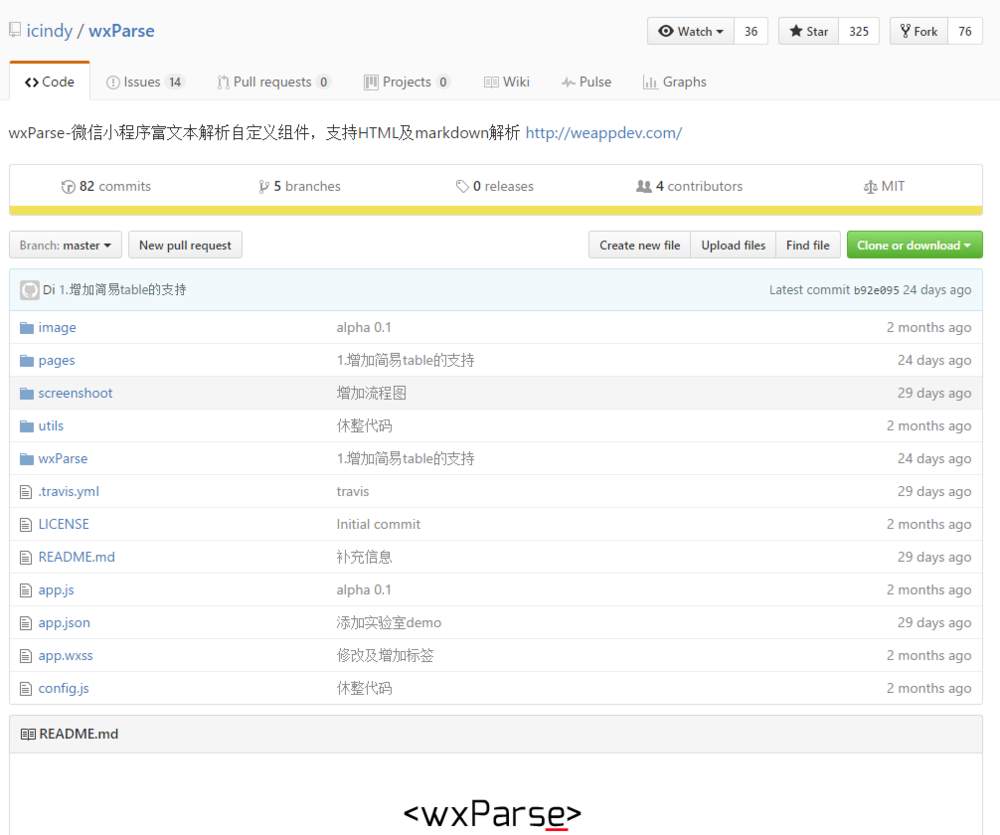 icindy / wxParse
Watch 36 Star 325 Fork 76
Code Issues 14 Pull requests 0 Projects 0 Wiki Pulse Graphs
wxParse-微信小程序富文本解析自定义组件，支持HTML及markdown解析 http://weappdev.com/
82 commits 5 branches 0 releases 4 contributors MIT
Branch: master New pull request Create new file Upload files Find file Clone or download
Di 1.增加简易table的支持 Latest commit b92e095 24 days ago
image alpha 0.1 2 months ago
pages 1.增加简易table的支持 24 days ago
screenshoot 增加流程图 29 days ago
utils 休整代码 2 months ago
wxParse 1.增加简易table的支持 24 days ago
.travis.yml travis 29 days ago
LICENSE Initial commit 2 months ago
README.md 补充信息 29 days ago
app.js alpha 0.1 2 months ago
app.json 添加实验室demo 29 days ago
app.wxss 修改及增加标签 2 months ago
config.js 休整代码 2 months ago
README.md
<wxParse>